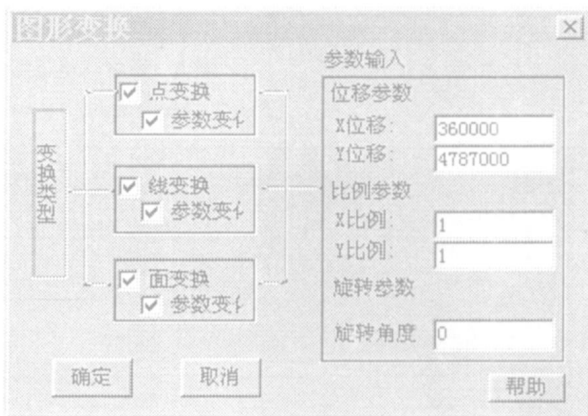 图形变换
变换类型
点变换
参数变化
线变换
参数变化
面变换
参数变化
参数输入
位移参数
X位移: 360000
Y位移: 4787000
比例参数
X比例: 1
Y比例: 1
旋转参数
旋转角度 0
确定
取消
帮助